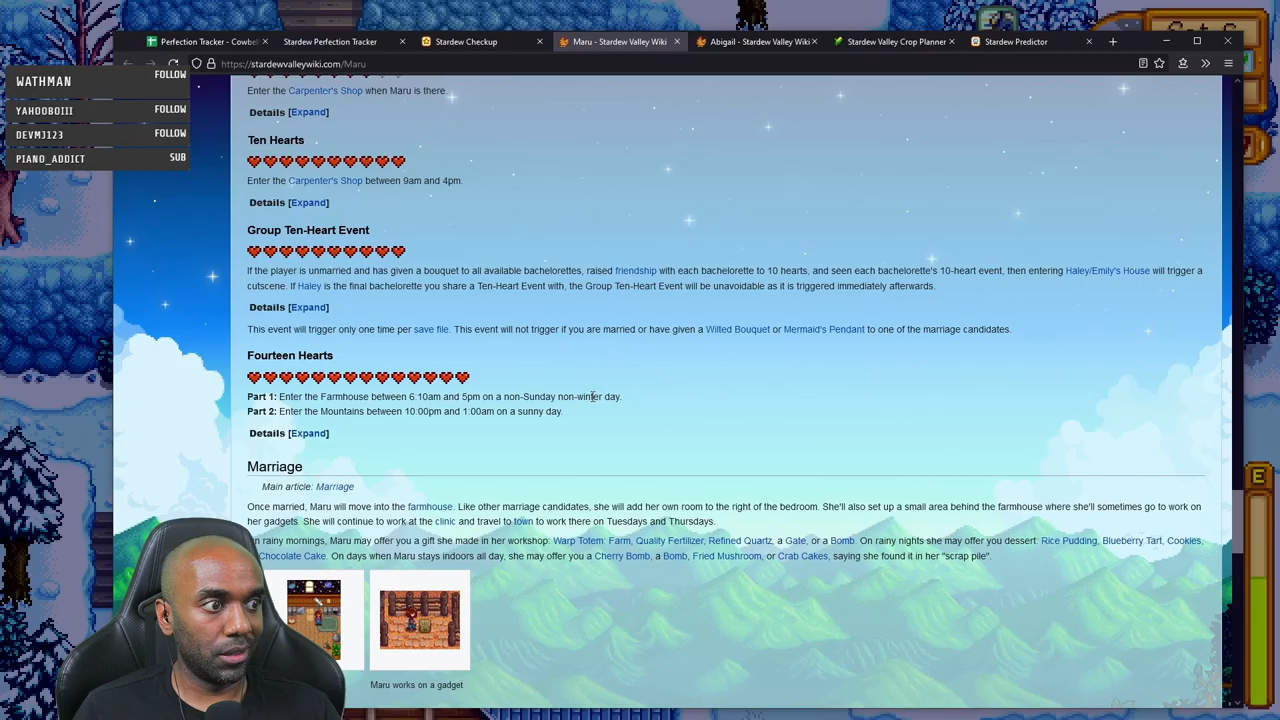 Perfection Tracker - Cowbel
Stardew Perfection Tracker
Stardew Checkup
Maru - Stardew Valley Wiki
Abigail - Stardew Valley Wiki
Stardew Valley Crop Planner
Stardew Predictor
https://stardewvalleywiki.com/Maru
WATHMAN FOLLOW
YAHOOBOIII FOLLOW
DEVMJ123 FOLLOW
PIANO_ADDICT SUB
Enter the Carpenter's Shop when Maru is there.
Details [Expand]
Ten Hearts
Enter the Carpenter's Shop between 9am and 4pm.
Details [Expand]
Group Ten-Heart Event
If the player is unmarried and has given a bouquet to all available bachelorettes, raised friendship with each bachelorette to 10 hearts, and seen each bachelorette's 10-heart event, then entering Haley/Emily's House will trigger a
cutscene. If Haley is the final bachelorette you share a Ten-Heart Event with, the Group Ten-Heart Event will be unavoidable as it is triggered immediately afterwards.
Details [Expand]
This event will trigger only one time per save file. This event will not trigger if you are married or have given a Wilted Bouquet or Mermaid's Pendant to one of the marriage candidates.
Fourteen Hearts
Part 1: Enter the Farmhouse between 6:10am and 5pm on a non-Sunday non-winter day.
Part 2: Enter the Mountains between 10:00pm and 1:00am on a sunny day.
Details [Expand]
Marriage
Main article: Marriage
Once married, Maru will move into the farmhouse. Like other marriage candidates, she will add her own room to the right of the bedroom. She'll also set up a small area behind the farmhouse where she'll sometimes go to work on
her gadgets. She will continue to work at the clinic and travel to town to work there on Tuesdays and Thursdays.
n rainy mornings, Maru may offer you a gift she made in her workshop: Warp Totem: Farm, Quality Fertilizer, Refined Quartz, a Gate, or a Bomb. On rainy nights she may offer you dessert: Rice Pudding, Blueberry Tart, Cookies,
Chocolate Cake. On days when Maru stays indoors all day, she may offer you a Cherry Bomb, a Bomb, Fried Mushroom, or Crab Cakes, saying she found it in her "scrap pile".
Maru works on a gadget
E